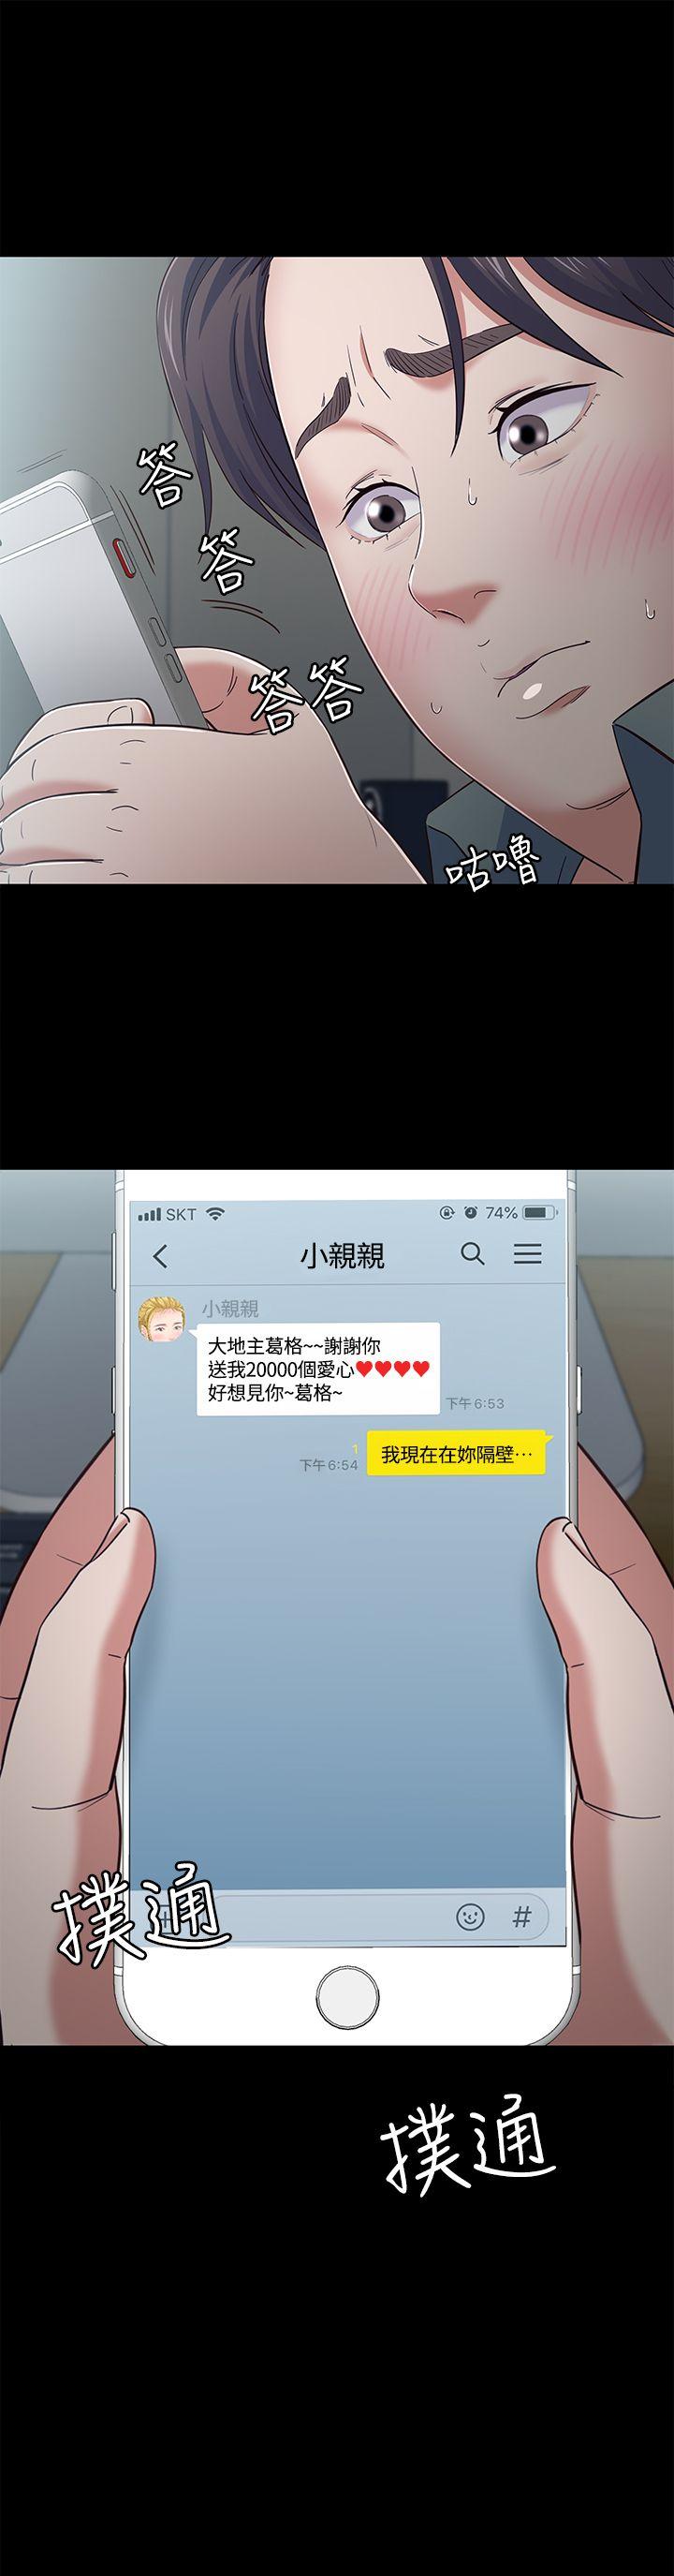 答
答
答答
咕嚕
SKT
74%
小親親
小親親
大地主葛格~~謝謝你
送我20000個愛心♥♥♥♥
好想見你~葛格~
下午6:53
1
下午6:54
我現在在妳隔壁⋯
+
#
撲通
撲通